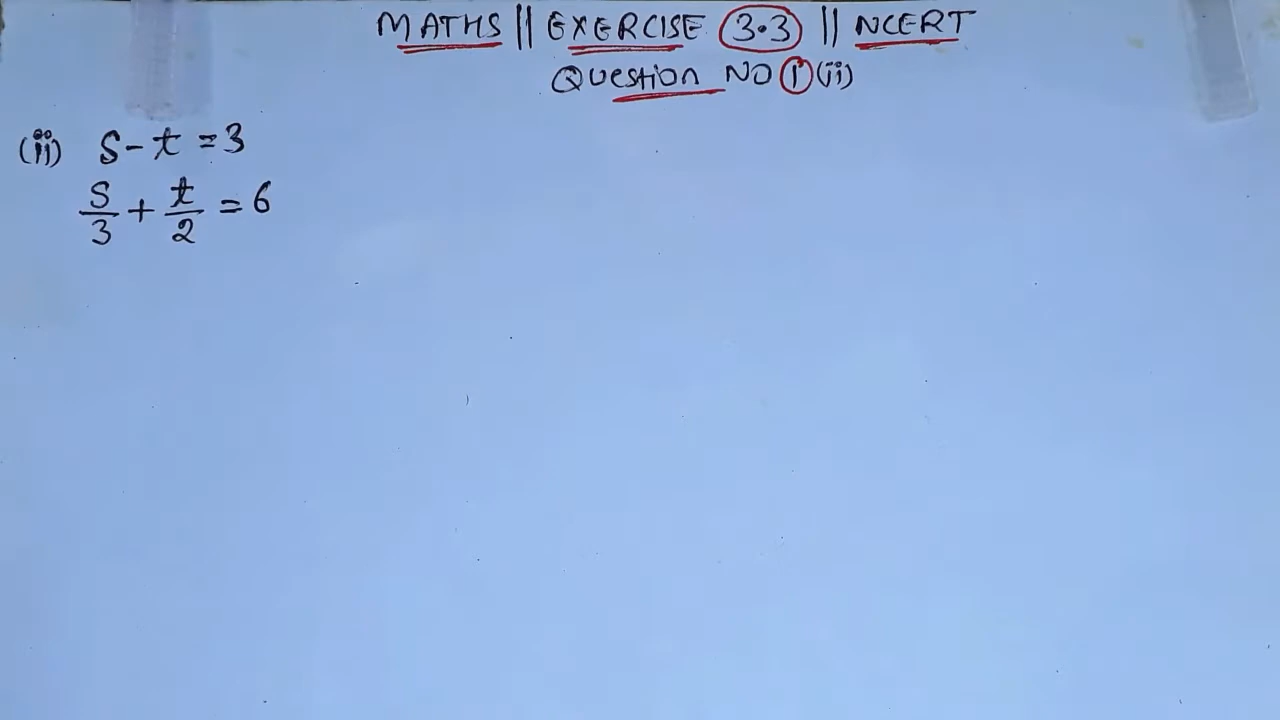 MATHS || EXERCISE 3.3 || NCERT
QUESTION NO 1 (ii)
(ii) s - t = 3
s/3 + t/2 = 6